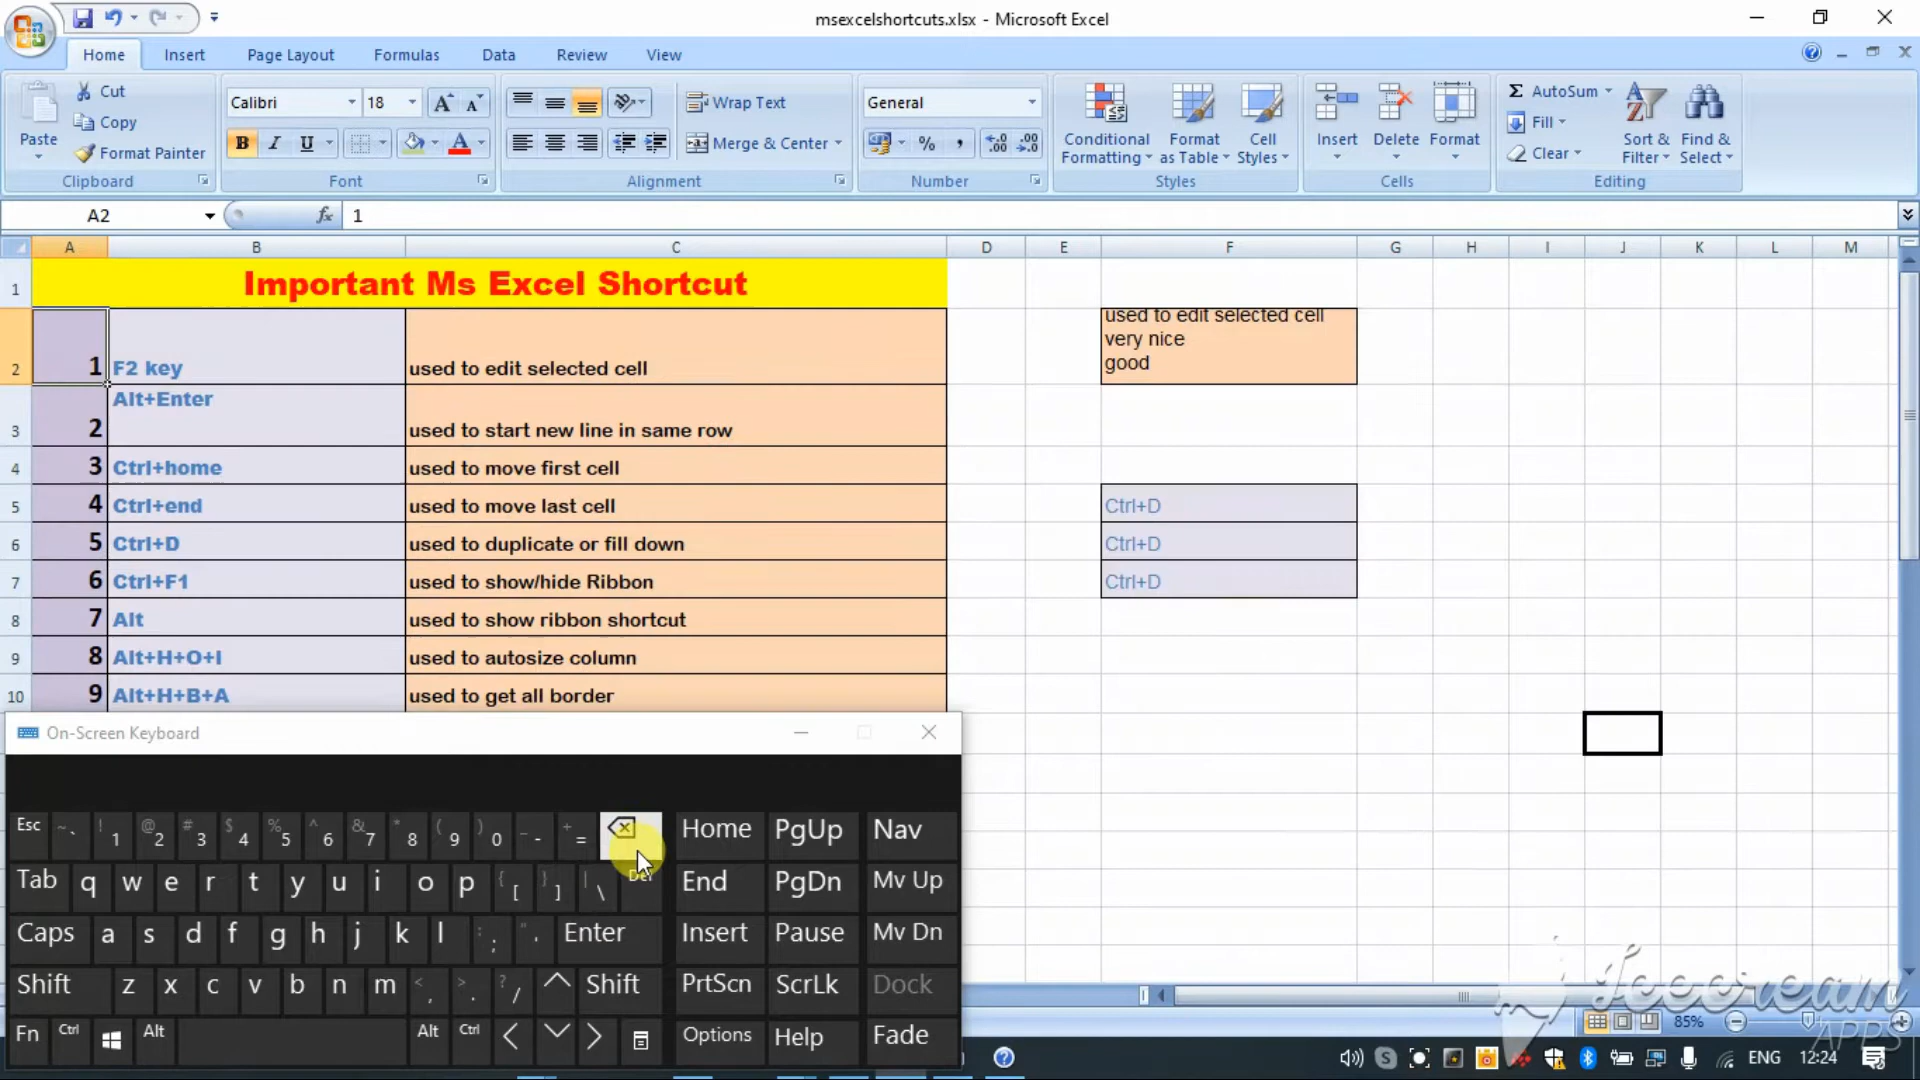 msexcelshortcuts.xlsx - Microsoft Excel
Home Insert Page Layout Formulas Data Review View
Paste Cut Copy Format Painter
Calibri 18
B I U
Wrap Text
Merge & Center
General
% ,
Conditional Formatting
Format as Table
Cell Styles
Insert Delete Format
AutoSum Fill Clear
Sort & Filter
Find & Select
Clipboard Font Alignment Number Styles Cells Editing
A2 fx 1
A B C D E F G H I J K L M
1 Important Ms Excel Shortcut
2 1 F2 key used to edit selected cell
used to edit selected cell
very nice
good
3 2 Alt+Enter used to start new line in same row
4 3 Ctrl+home used to move first cell
5 4 Ctrl+end used to move last cell Ctrl+D
6 5 Ctrl+D used to duplicate or fill down Ctrl+D
7 6 Ctrl+F1 used to show/hide Ribbon Ctrl+D
8 7 Alt used to show ribbon shortcut
9 8 Alt+H+O+I used to autosize column
10 9 Alt+H+B+A used to get all border
On-Screen Keyboard
Esc ~ ` ! 1 @ 2 # 3 $ 4 % 5 ^ 6 & 7 * 8 ( 9 ) 0 _ - + = Home PgUp Nav
Tab q w e r t y u i o p { [ } ] | \ Del End PgDn Mv Up
Caps a s d f g h j k l : ; " ' Enter Insert Pause Mv Dn
Shift z x c v b n m < , > . ? / Shift PrtScn ScrLk Dock
Fn Ctrl Alt Alt Ctrl Options Help Fade
Icecream
APPS
85%
ENG 12:24